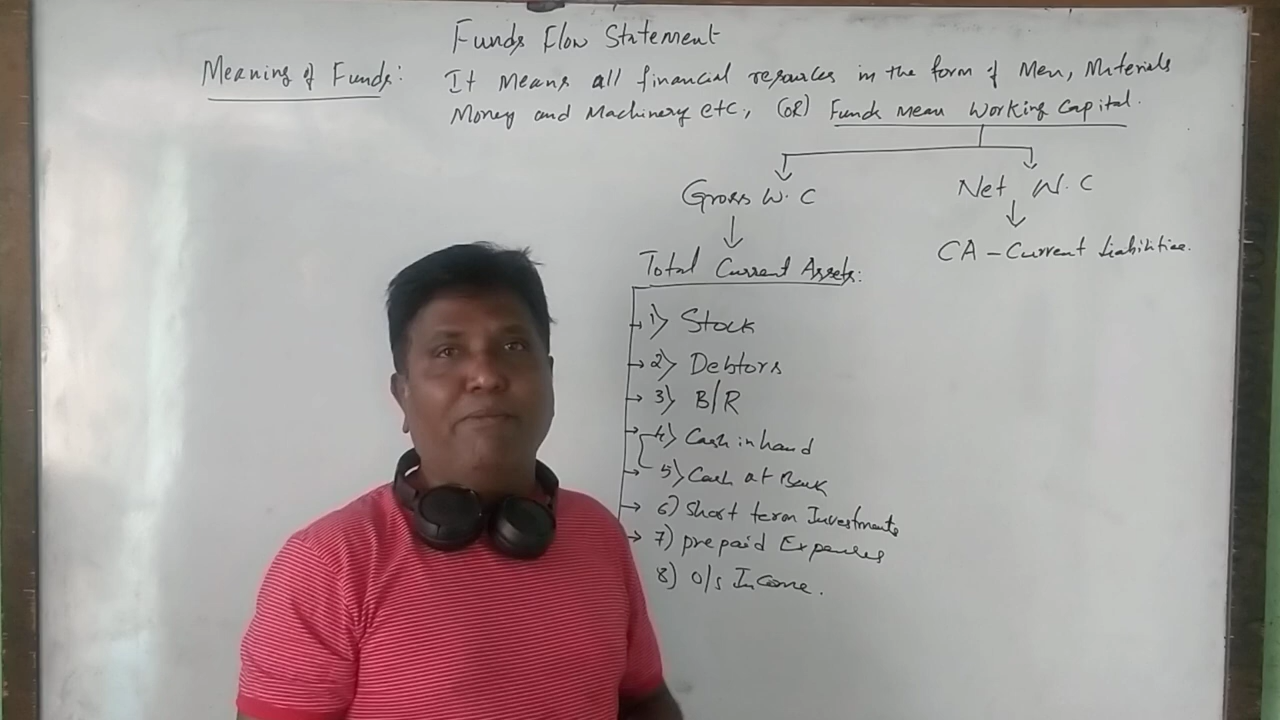 Funds Flow Statement
Meaning of Funds: It Means all financial resources in the form of Men, Materials
Money and Machinery etc, (OR) Funds mean Working Capital.
Gross W.C
Net W.C
Total Current Assets:
CA - Current Liabilities.
1) Stock
2) Debtors
3) B/R
4) Cash in hand
5) Cash at Bank
6) Short term Investments
7) prepaid Expenses
8) O/s Income.